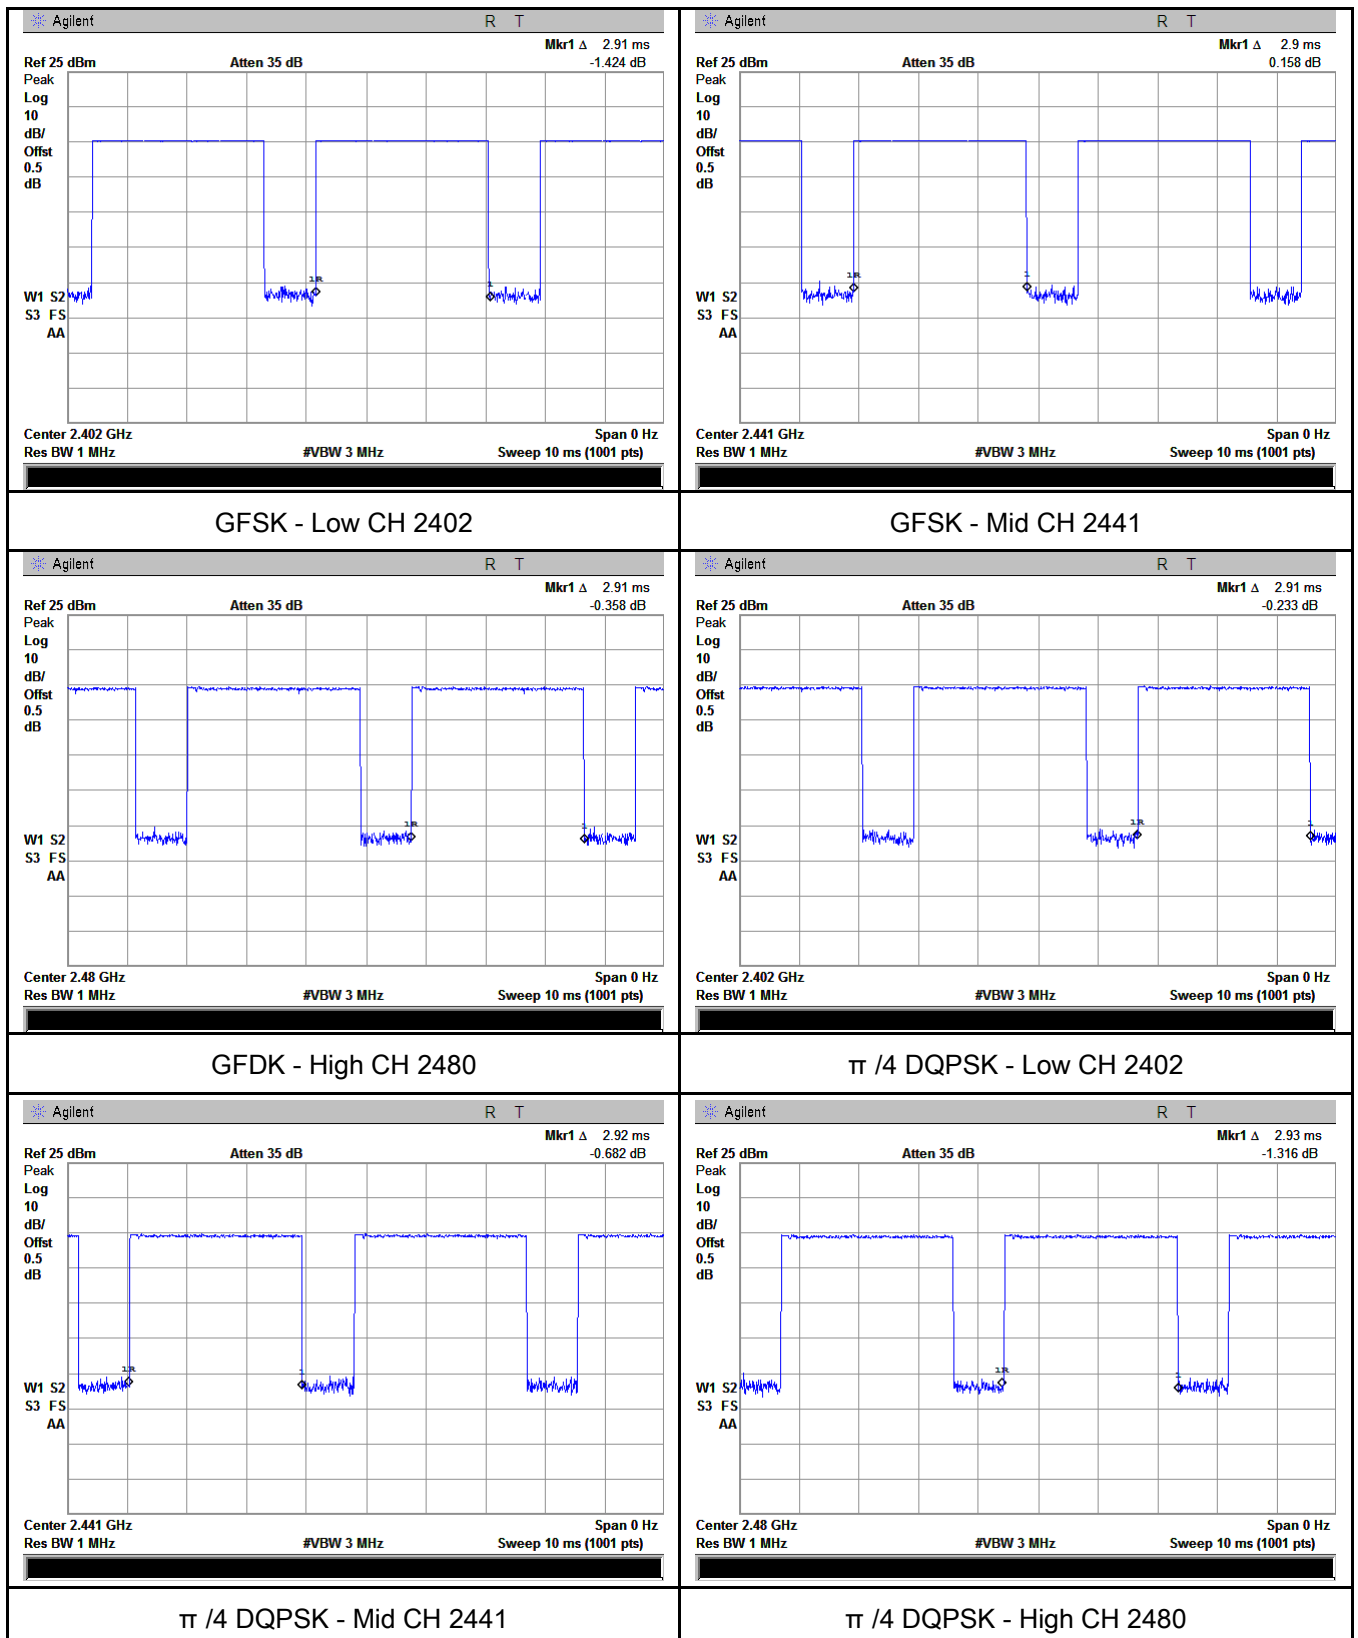 Agilent R T
Mkr1 Δ 2.91 ms
Ref 25 dBm Atten 35 dB -1.424 dB
Peak
Log
10
dB/
Offst
0.5
dB
1R
1
W1 S2
S3 FS
AA
Center 2.402 GHz Span 0 Hz
Res BW 1 MHz #VBW 3 MHz Sweep 10 ms (1001 pts)
GFSK - Low CH 2402
Agilent R T
Mkr1 Δ 2.9 ms
Ref 25 dBm Atten 35 dB 0.158 dB
Peak
Log
10
dB/
Offst
0.5
dB
1R
1
W1 S2
S3 FS
AA
Center 2.441 GHz Span 0 Hz
Res BW 1 MHz #VBW 3 MHz Sweep 10 ms (1001 pts)
GFSK - Mid CH 2441
Agilent R T
Mkr1 Δ 2.91 ms
Ref 25 dBm Atten 35 dB -0.358 dB
Peak
Log
10
dB/
Offst
0.5
dB
1R
1
W1 S2
S3 FS
AA
Center 2.48 GHz Span 0 Hz
Res BW 1 MHz #VBW 3 MHz Sweep 10 ms (1001 pts)
GFDK - High CH 2480
Agilent R T
Mkr1 Δ 2.91 ms
Ref 25 dBm Atten 35 dB -0.233 dB
Peak
Log
10
dB/
Offst
0.5
dB
1R
1
W1 S2
S3 FS
AA
Center 2.402 GHz Span 0 Hz
Res BW 1 MHz #VBW 3 MHz Sweep 10 ms (1001 pts)
π /4 DQPSK - Low CH 2402
Agilent R T
Mkr1 Δ 2.92 ms
Ref 25 dBm Atten 35 dB -0.682 dB
Peak
Log
10
dB/
Offst
0.5
dB
1R
1
W1 S2
S3 FS
AA
Center 2.441 GHz Span 0 Hz
Res BW 1 MHz #VBW 3 MHz Sweep 10 ms (1001 pts)
π /4 DQPSK - Mid CH 2441
Agilent R T
Mkr1 Δ 2.93 ms
Ref 25 dBm Atten 35 dB -1.316 dB
Peak
Log
10
dB/
Offst
0.5
dB
1R
1
W1 S2
S3 FS
AA
Center 2.48 GHz Span 0 Hz
Res BW 1 MHz #VBW 3 MHz Sweep 10 ms (1001 pts)
π /4 DQPSK - High CH 2480